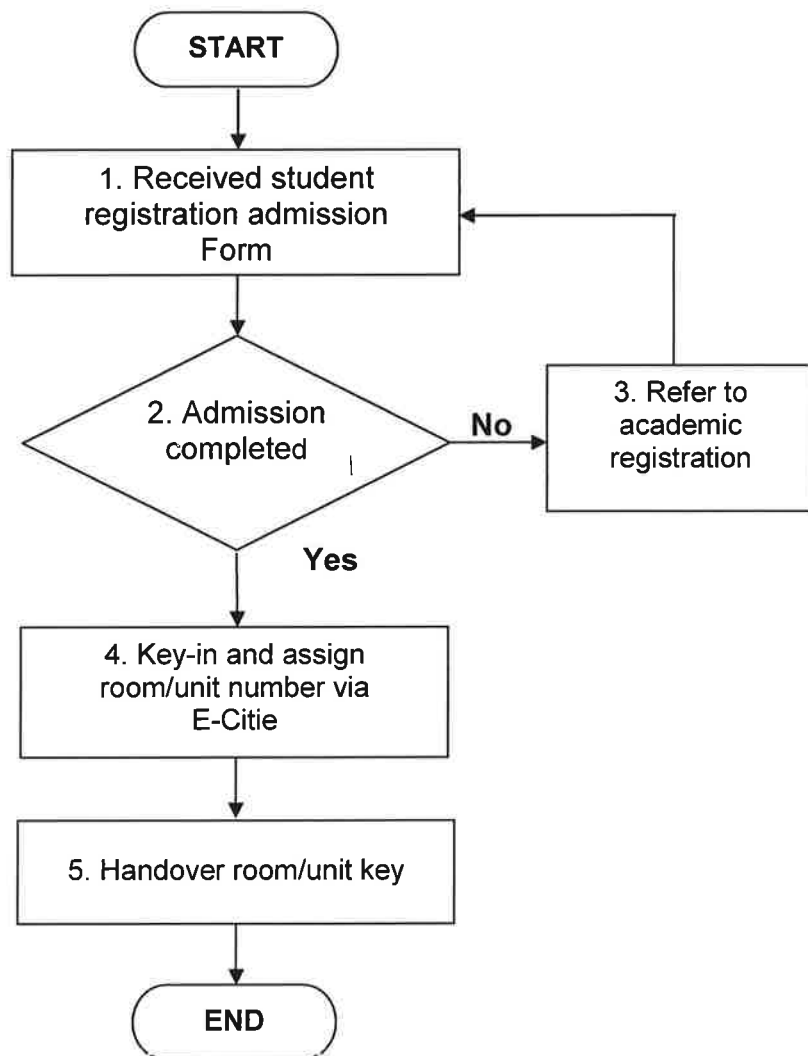 START
1. Received student
registration admission
Form
2. Admission
completed
No
3. Refer to
academic
registration
Yes
4. Key-in and assign
room/unit number via
E-Citie
5. Handover room/unit key
END